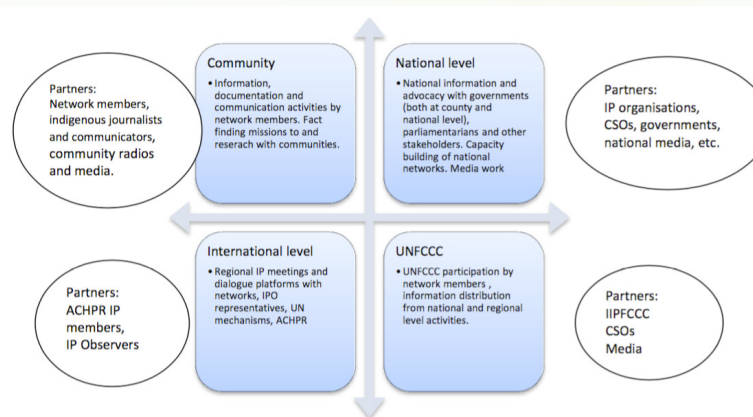 Partners:
Network members,
indigenous journalists
and communicators,
community radios
and media.
Community
• Information,
documentation and
communication activities by
network members. Fact
finding missions to and
reserach with communities.
National level
• National information and
advocacy with governments
(both at county and
national level),
parliamentarians and other
stakeholders. Capacity
building of national
networks. Media work
Partners:
IP organisations,
CSOs, governments,
national media, etc.
Partners:
ACHPR IP
members,
IP Observers
International level
• Regional IP meetings and
dialogue platforms with
networks, IPO
representatives, UN
mechanisms, ACHPR
UNFCCC
• UNFCCC participation by
network members ,
information distribution
from national and regional
level activities.
Partners:
IIPFCCC
CSOs
Media